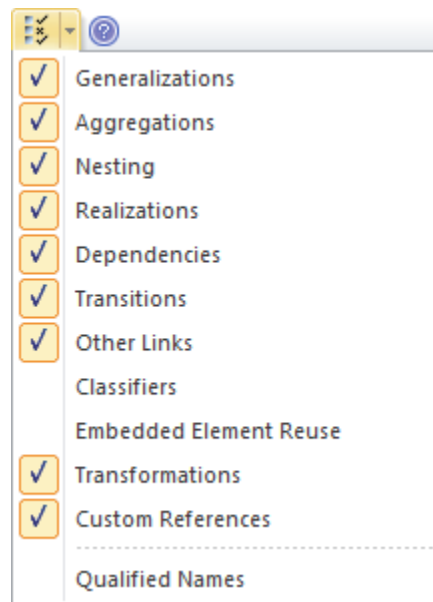 Generalizations
Aggregations
Nesting
Realizations
Dependencies
Transitions
Other Links
Classifiers
Embedded Element Reuse
Transformations
Custom References
Qualified Names